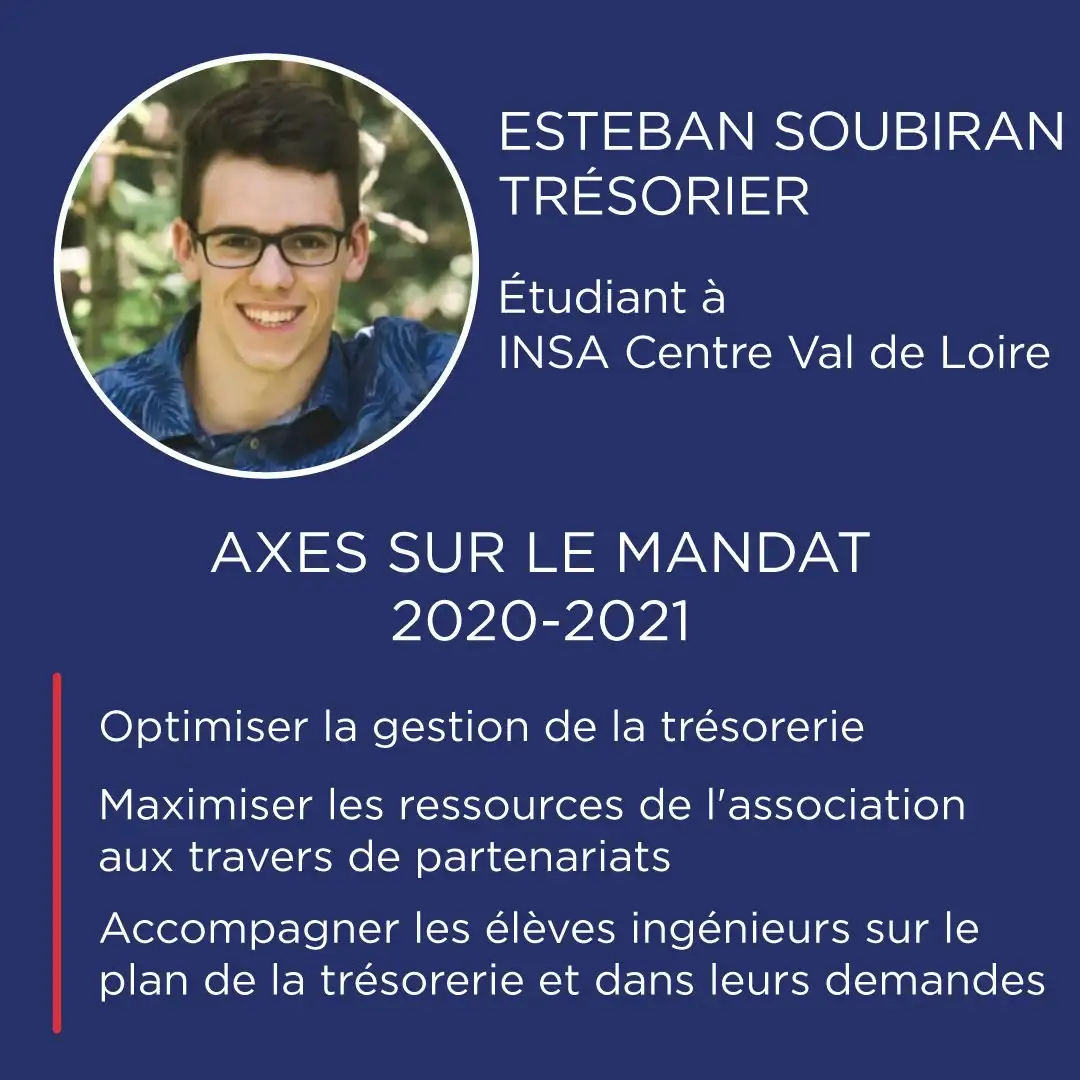 ESTEBAN SOUBIRAN
TRÉSORIER
Étudiant à
INSA Centre Val de Loire
AXES SUR LE MANDAT
2020-2021
Optimiser la gestion de la trésorerie
Maximiser les ressources de l'association
aux travers de partenariats
Accompagner les élèves ingénieurs sur le
plan de la trésorerie et dans leurs demandes